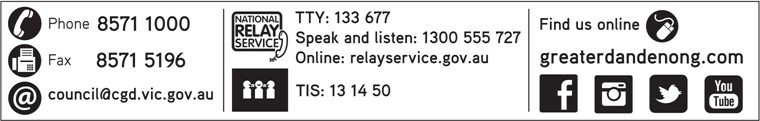 Phone 8571 1000
Fax 8571 5196
council@cgd.vic.gov.au
NATIONAL
RELAY
SERVICE
TTY: 133 677
Speak and listen: 1300 555 727
Online: relayservice.gov.au
TIS: 13 14 50
Find us online
greaterdandenong.com
You
Tube